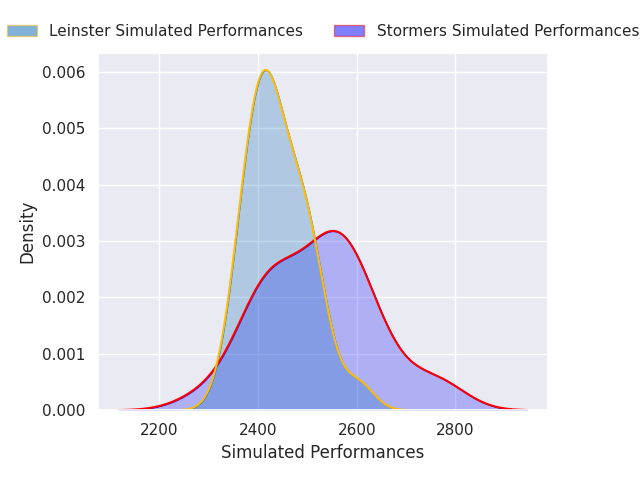 Leinster Simulated Performances
Stormers Simulated Performances
0.006
0.005
0.004
0.003
0.002
0.001
0.000
Density
2200
2400
2600
2800
Simulated Performances